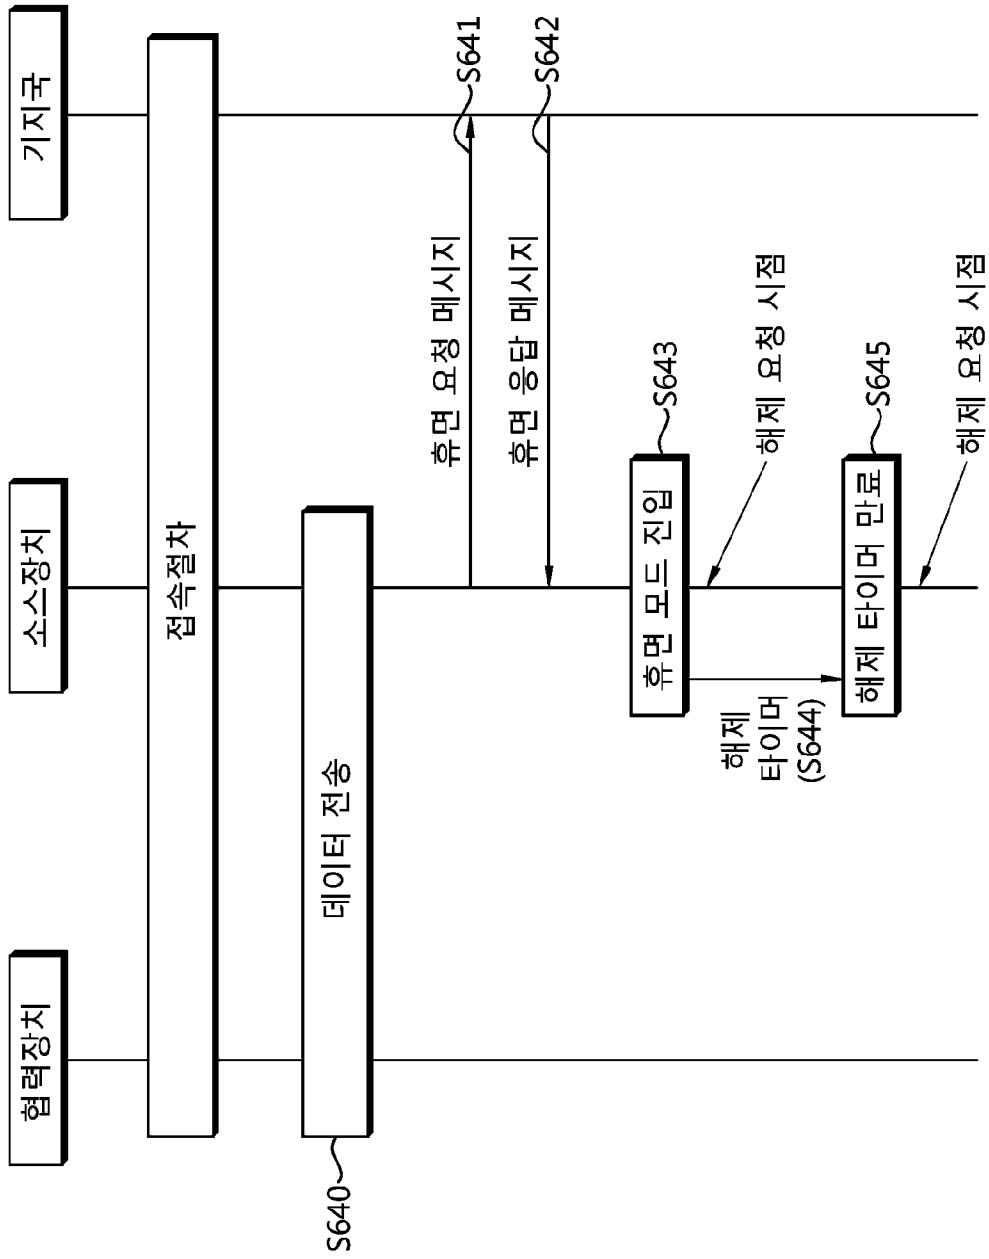 협력장치
소스장치
기지국
접속절차
데이터 전송
S640
휴면 요청 메시지
S641
휴면 응답 메시지
S642
휴면 모드 진입
S643
해제 요청 시점
해제
타이머
(S644)
해제 타이머 만료
S645
해제 요청 시점